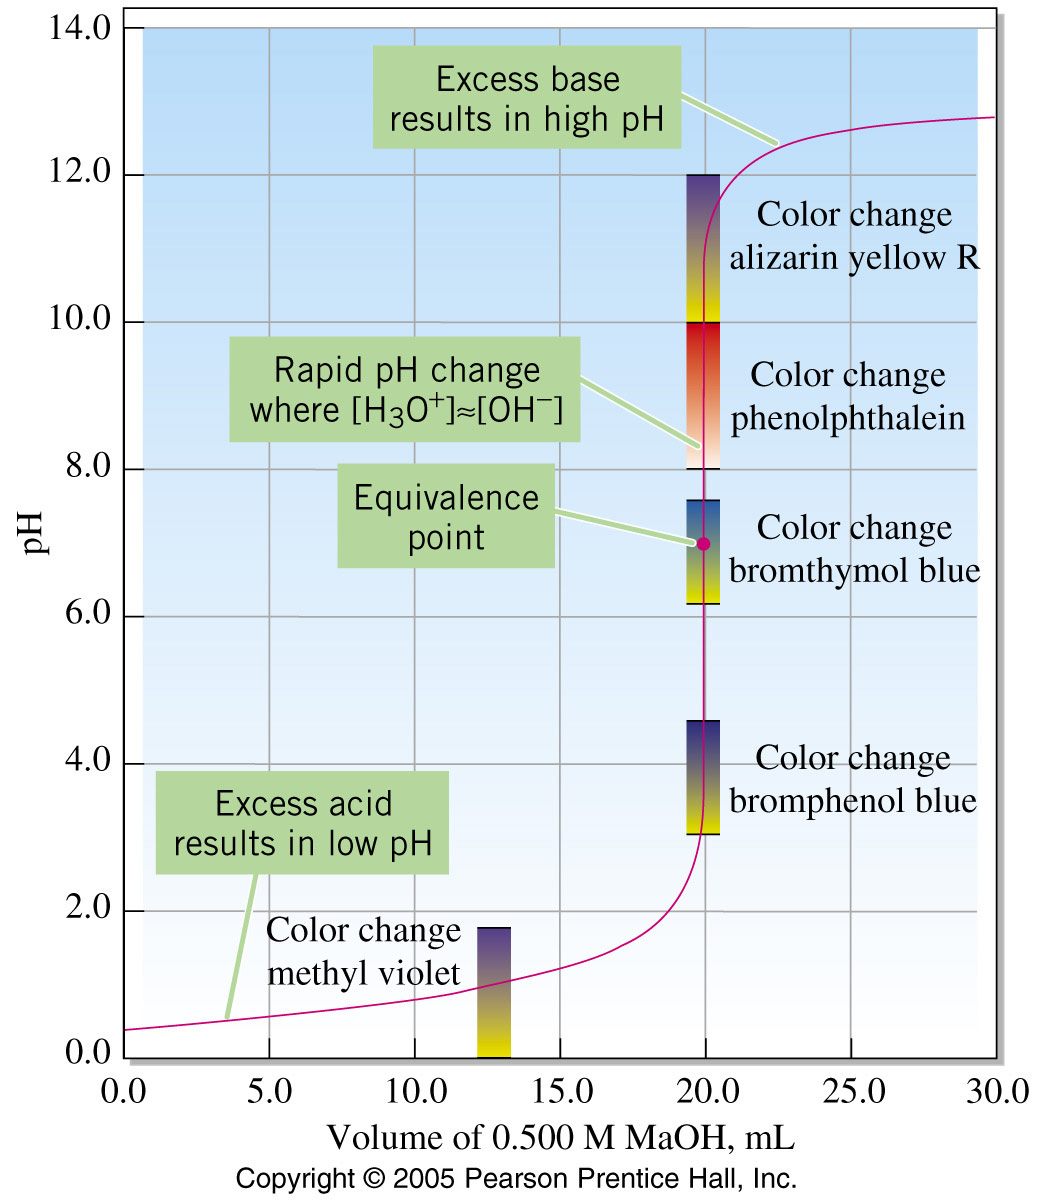 14.0
Excess base
results in high pH
12.0
Color change
alizarin yellow R
10.0
Rapid pH change
where [H3O+]≈[OH−]
Color change
phenolphthalein
8.0
Equivalence
point
Color change
bromthymol blue
pH
6.0
4.0
Color change
bromphenol blue
Excess acid
results in low pH
2.0
Color change
methyl violet
0.0
0.0 5.0 10.0 15.0 20.0 25.0 30.0
Volume of 0.500 M MaOH, mL
Copyright © 2005 Pearson Prentice Hall, Inc.